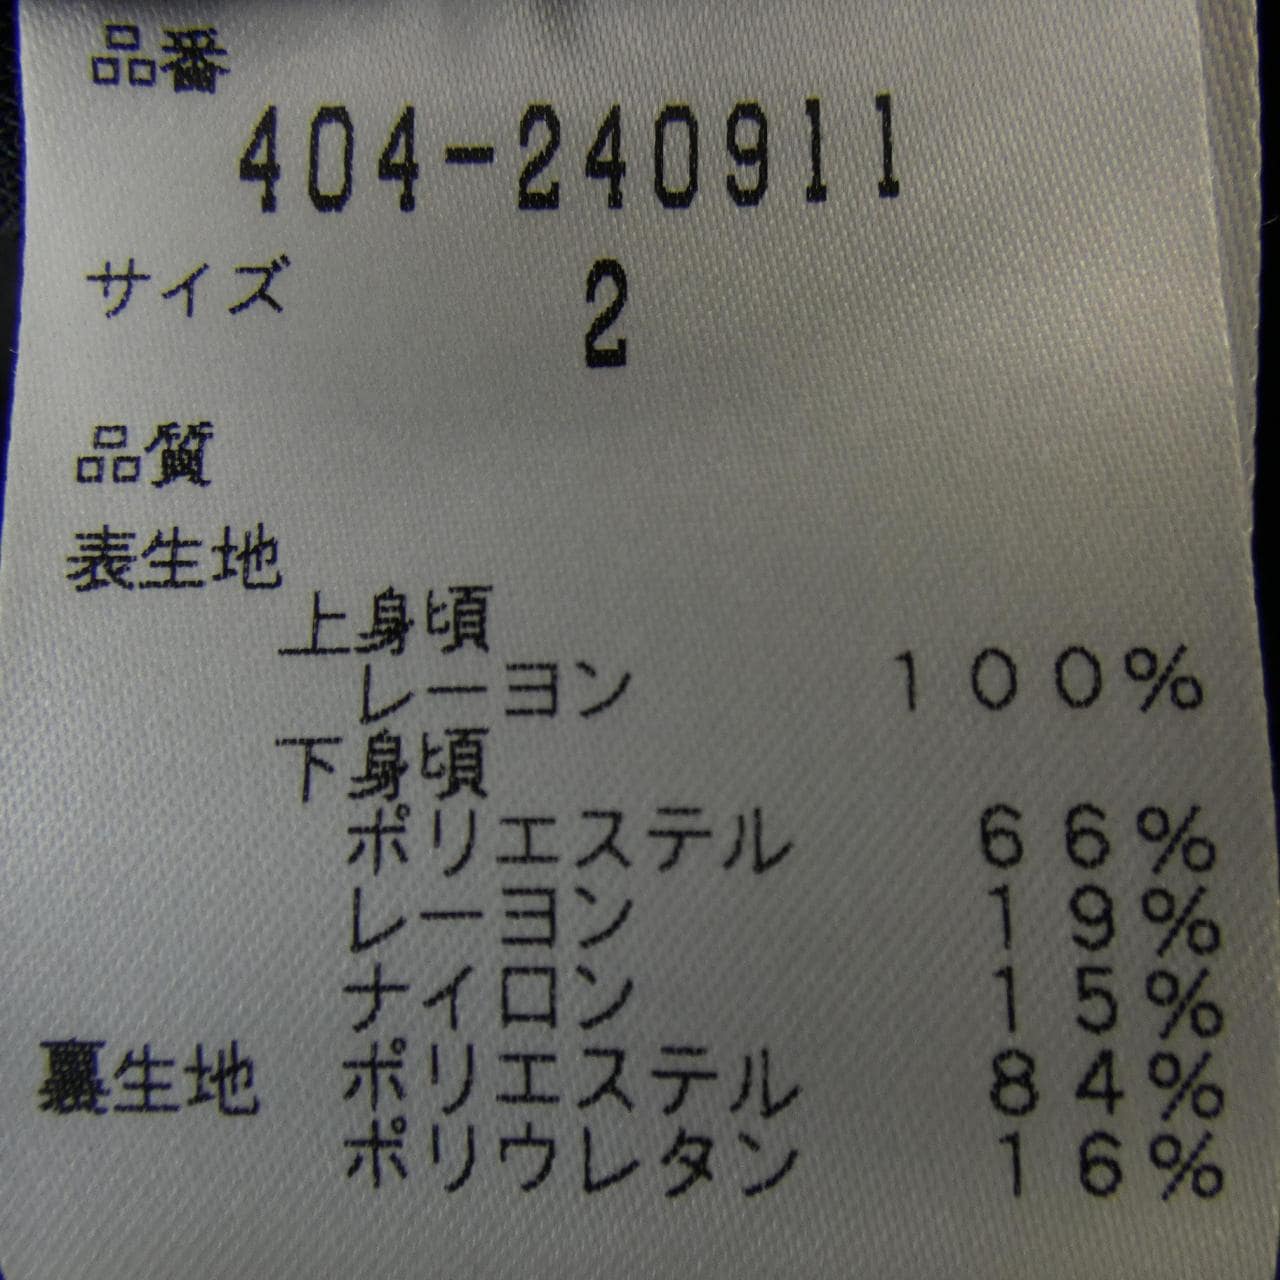 品番
404-240911
サイズ 2
品質
表生地
上身頃
レーヨン 100%
下身頃
ポリエステル 66%
レーヨン 19%
ナイロン 15%
裏生地 ポリエステル 84%
ポリウレタン 16%